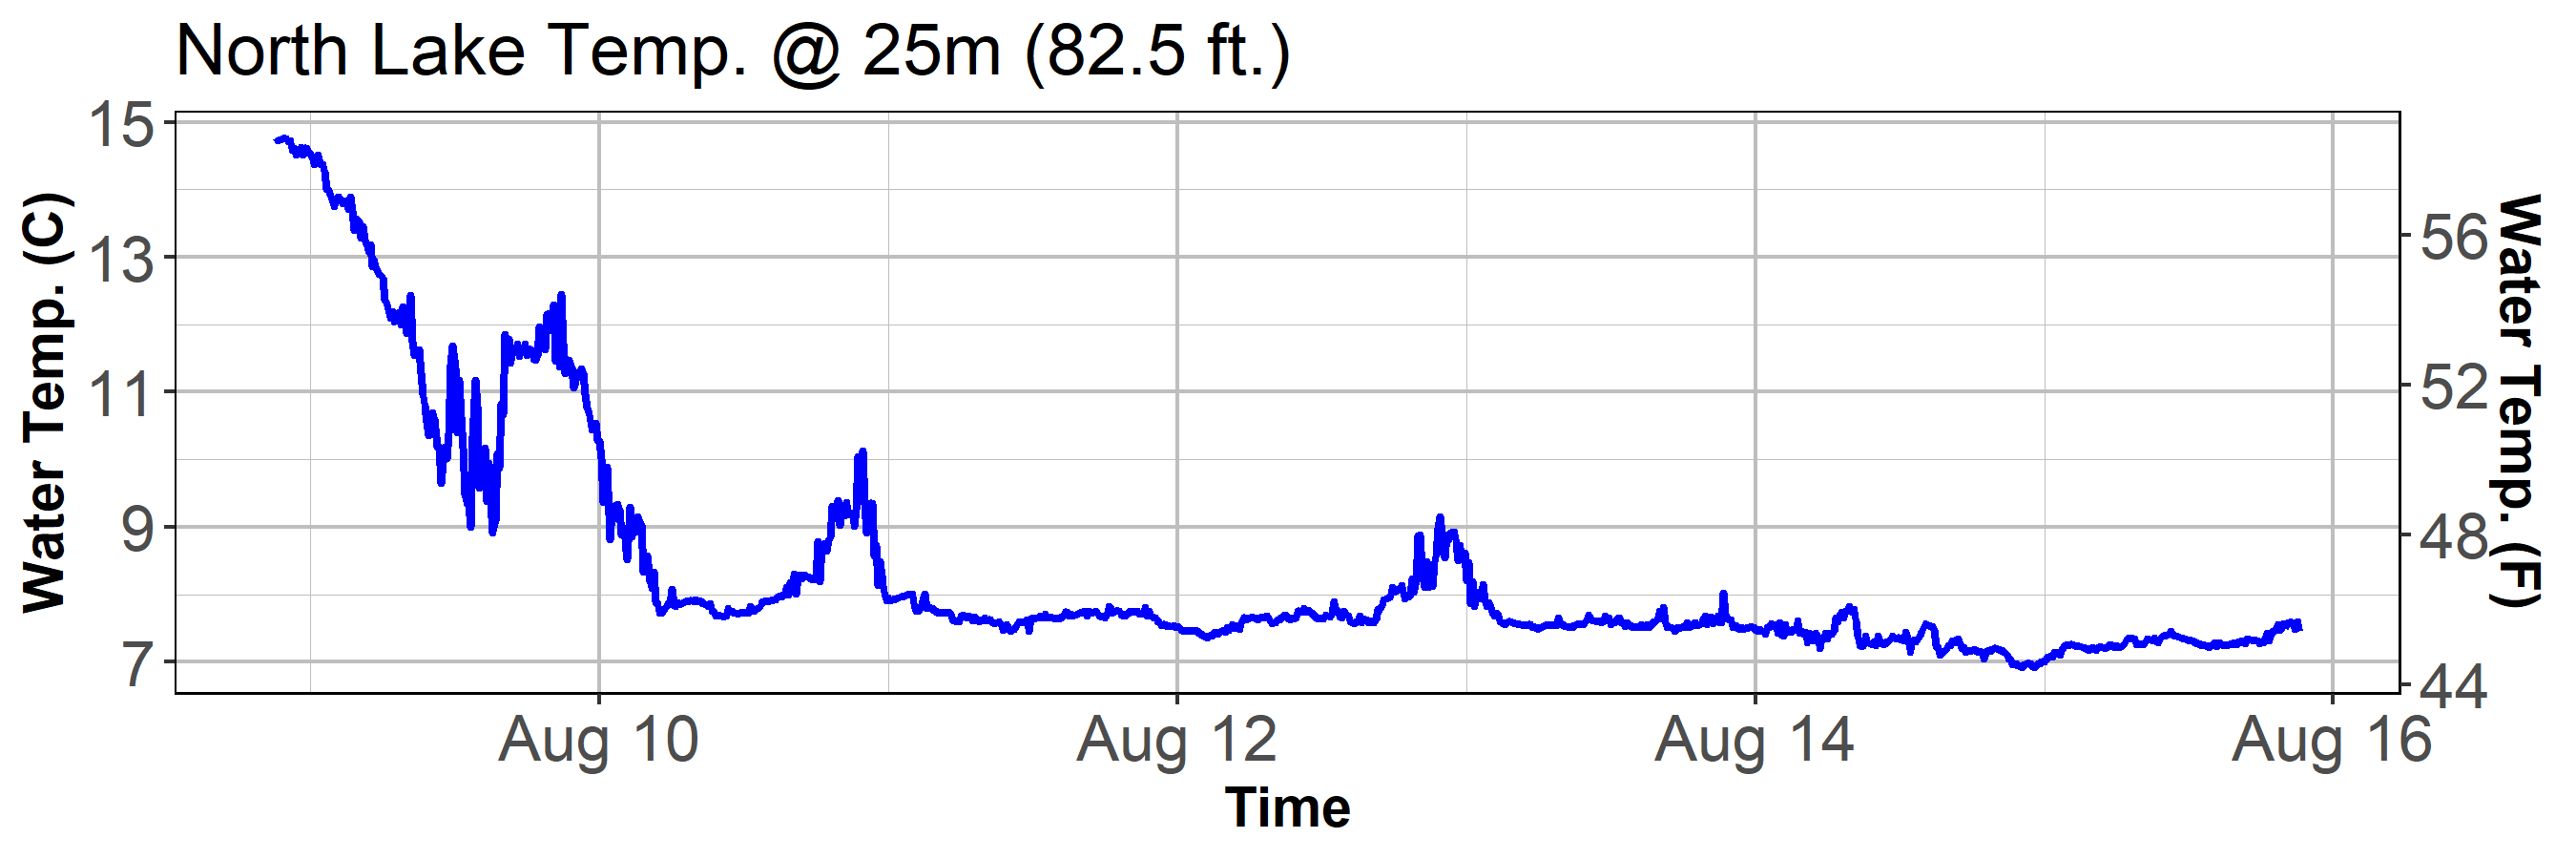 North Lake Temp. @ 25m (82.5 ft.)
Water Temp. (C)
15
13
11
9
7
56
52
48
44
Water Temp. (F)
Aug 10 Aug 12 Aug 14 Aug 16
Time